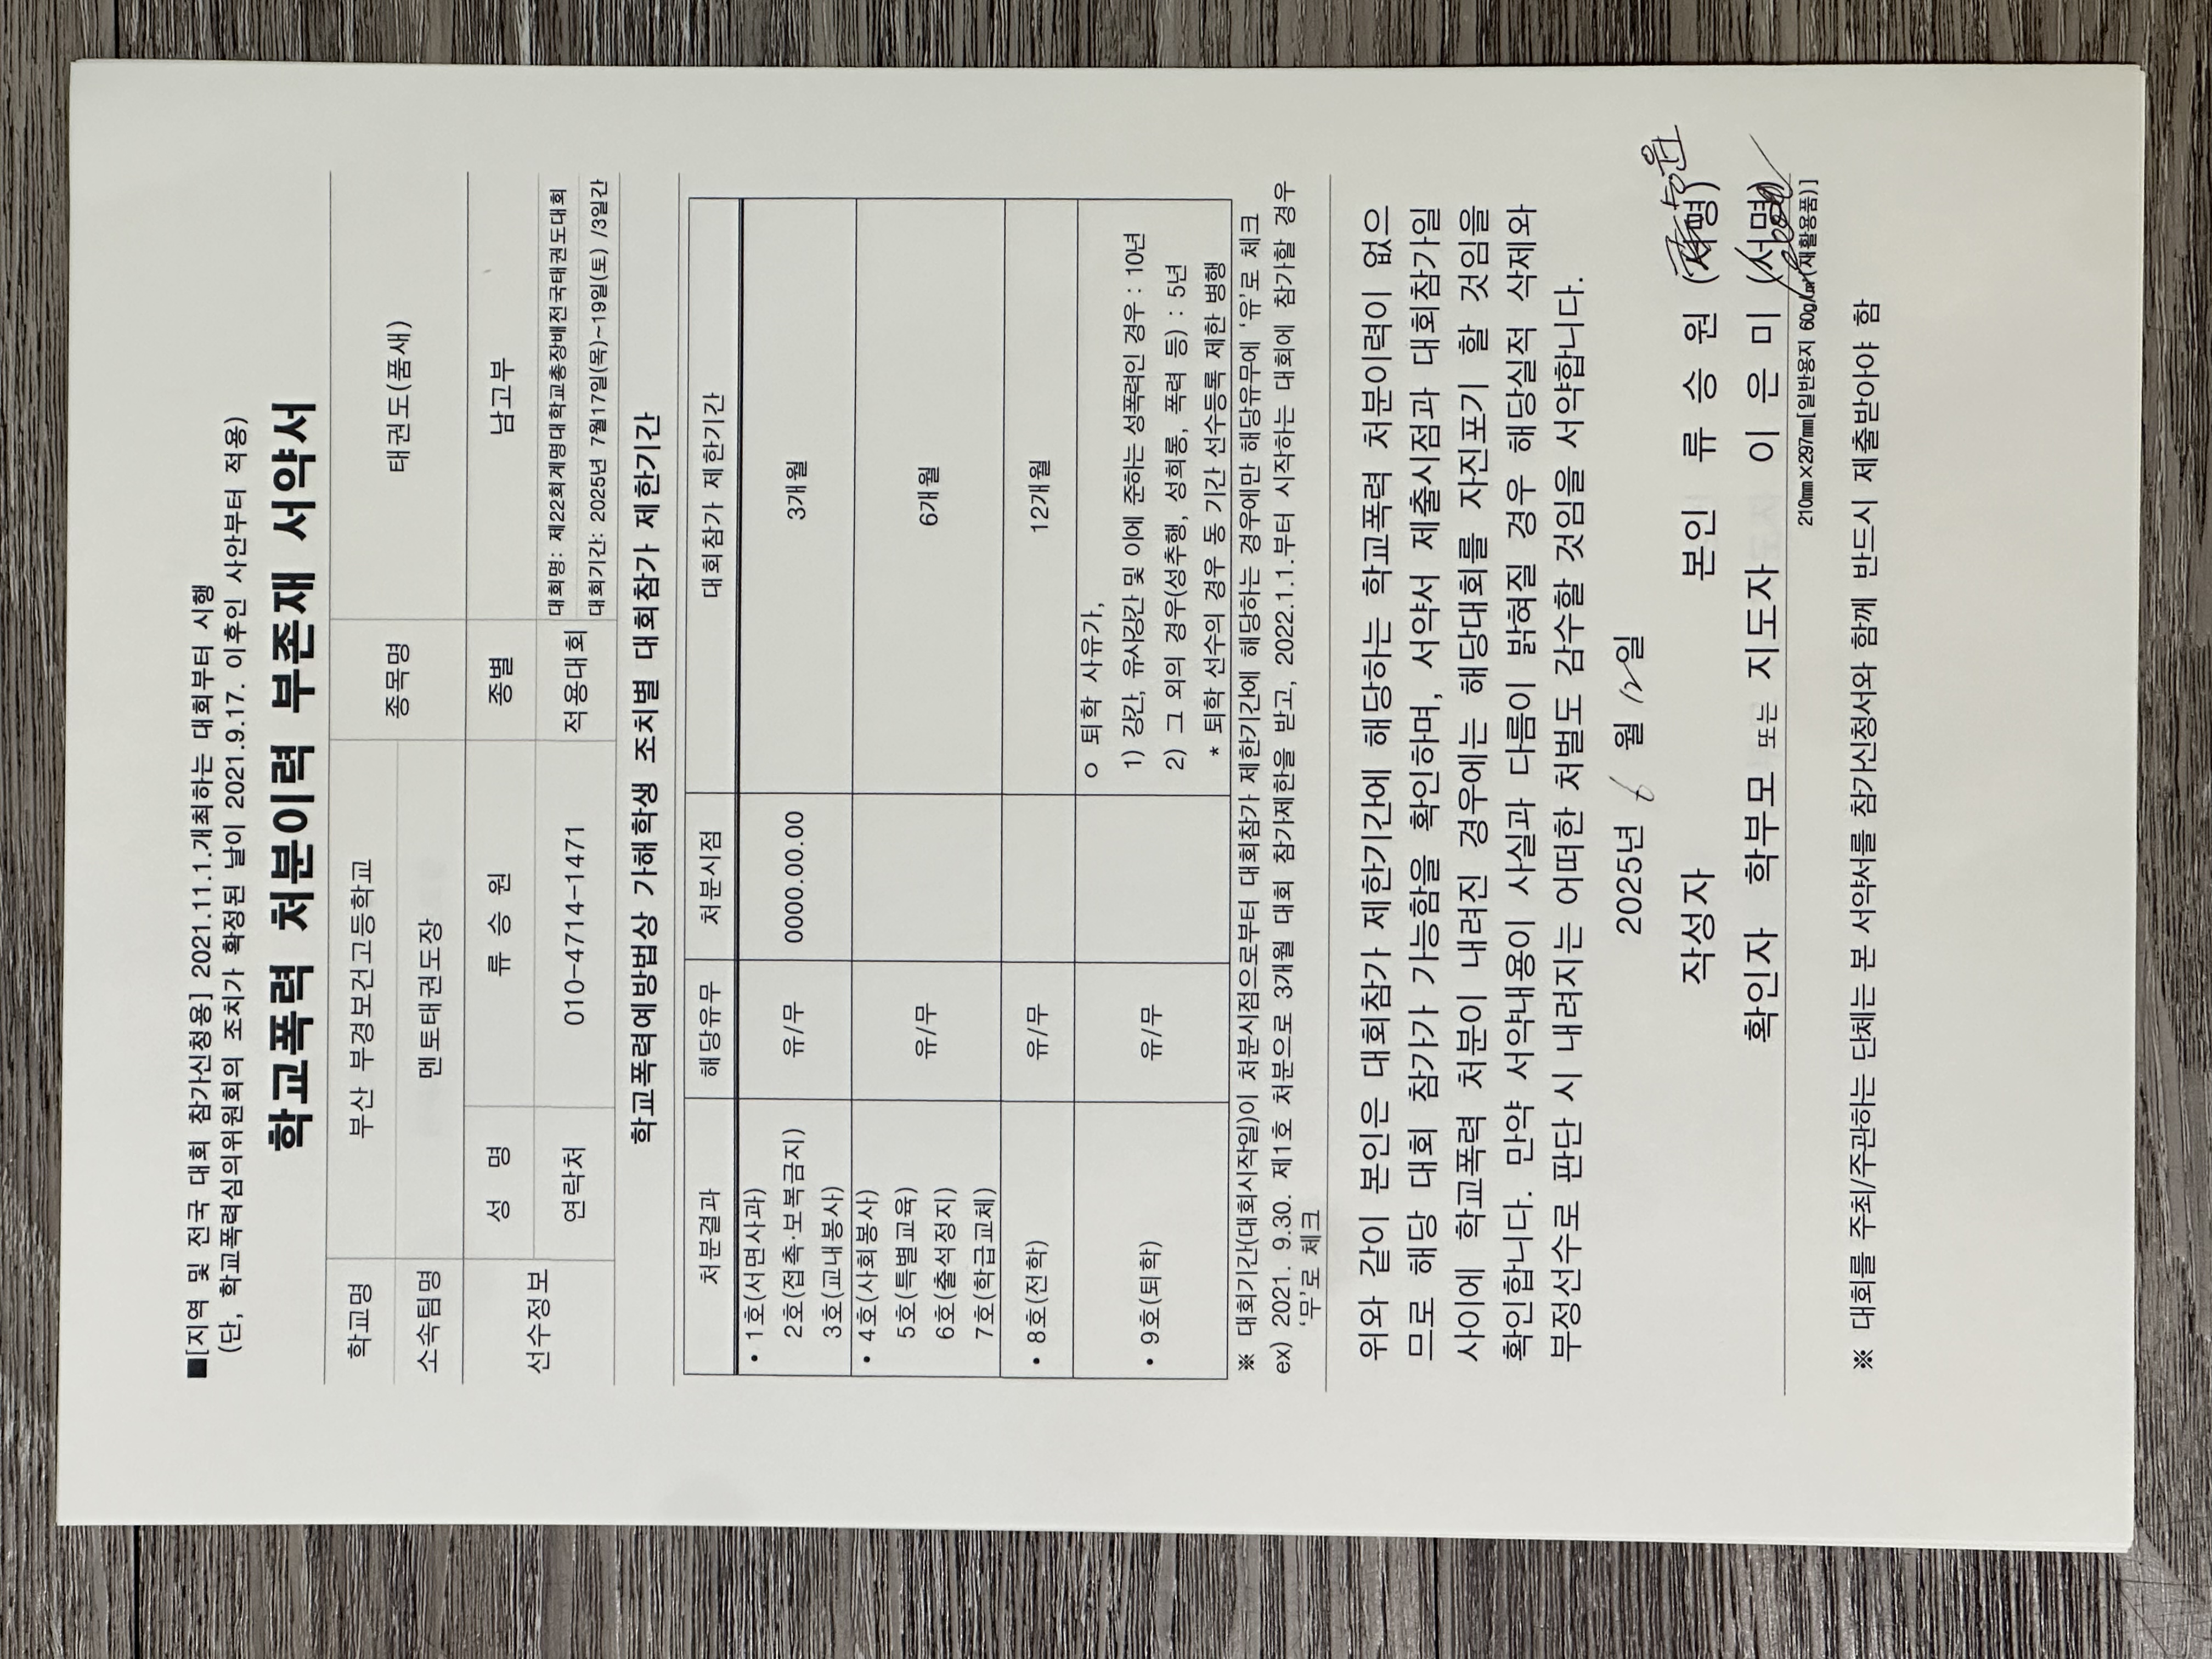 ■[지역 및 전국 대회 참가신청용] 2021.11.1.개최하는 대회부터 시행
(단, 학교폭력심의위원회의 조치가 확정된 날이 2021.9.17. 이후인 사안부터 적용)
학교폭력 처분이력 부존재 서약서
학교명 부산 부경보건고등학교 종목명 태권도(품새)
소속팀명 멘토태권도장
선수정보 성 명 류 승 원 종별 남고부
연락처 010-4714-1471 적용대회 대회명: 제22회계명대학교총장배전국태권도대회
대회기간: 2025년 7월17일(목)~19일(토) /3일간
학교폭력예방법상 가해학생 조치별 대회참가 제한기간
처분결과 해당유무 처분시점 대회참가 제한기간
• 1호(서면사과)
2호(접촉·보복금지) 유/무 0000.00.00 3개월
3호(교내봉사)
• 4호(사회봉사)
5호(특별교육) 유/무 6개월
6호(출석정지)
7호(학급교체)
• 8호(전학) 유/무 12개월
ㅇ 퇴학 사유가,
1) 강간, 유사강간 및 이에 준하는 성폭력인 경우 : 10년
• 9호(퇴학) 유/무
2) 그 외의 경우(성추행, 성희롱, 폭력 등) : 5년
* 퇴학 선수의 경우 동 기간 선수등록 제한 병행
※ 대회기간(대회시작일)이 처분시점으로부터 대회참가 제한기간에 해당하는 경우에만 해당유무에 ‘유’로 체크
ex) 2021. 9.30. 제1호 처분으로 3개월 대회 참가제한을 받고, 2022.1.1.부터 시작하는 대회에 참가할 경우
‘무’로 체크
위와 같이 본인은 대회참가 제한기간에 해당하는 학교폭력 처분이력이 없으
므로 해당 대회 참가가 가능함을 확인하며, 서약서 제출시점과 대회참가일
사이에 학교폭력 처분이 내려진 경우에는 해당대회를 자진포기 할 것임을
확인합니다. 만약 서약내용이 사실과 다름이 밝혀질 경우 해당실적 삭제와
부정선수로 판단 시 내려지는 어떠한 처벌도 감수할 것임을 서약합니다.
2025년 6 월 12일
작성자 본인 류 승 원 (서명)
확인자 학부모 또는 지도자 이 은 미 (서명)
210㎜×297㎜[일반용지 60g/㎡(재활용품)]
※ 대회를 주최/주관하는 단체는 본 서약서를 참가신청서와 함께 반드시 제출받아야 함